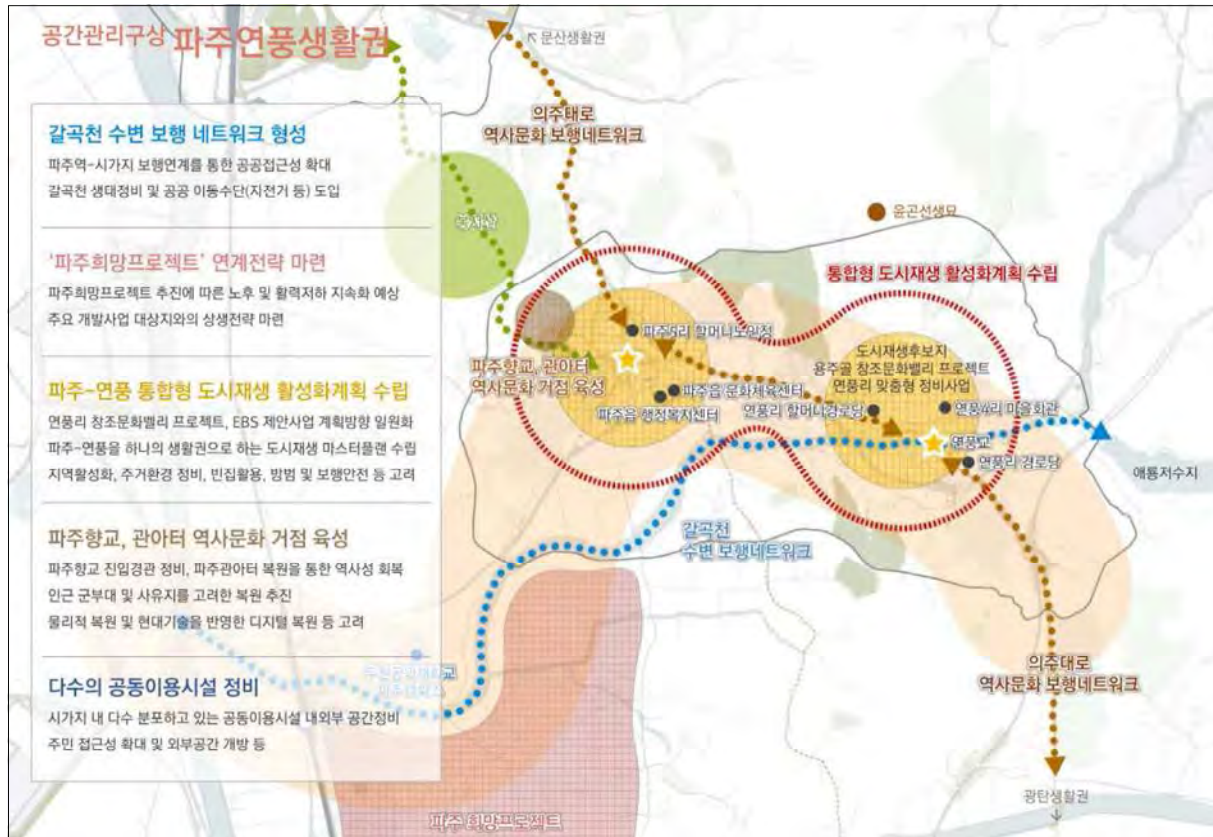 공간관리구상 파주연풍생활권
갈곡천 수변 보행 네트워크 형성
파주역-시가지 보행연계를 통한 공공접근성 확대
갈곡천 생태정비 및 공공 이동수단(자전거 등) 도입
'파주희망프로젝트' 연계전략 마련
파주희망프로젝트 추진에 따른 노후 및 활력저하 지속화 예상
주요 개발사업 대상지와의 상생전략 마련
파주-연풍 통합형 도시재생 활성화계획 수립
연풍리 창조문화밸리 프로젝트, EBS 제안사업 계획방향 일원화
파주-연풍을 하나의 생활권으로 하는 도시재생 마스터플랜 수립
지역활성화, 주거환경 정비, 빈집활용, 방범 및 보행안전 등 고려
파주향교, 관아터 역사문화 거점 육성
파주향교 진입경관 정비, 파주관아터 복원을 통한 역사성 회복
인근 군부대 및 사유지를 고려한 복원 추진
물리적 복원 및 현대기술을 반영한 디지털 복원 등 고려
다수의 공동이용시설 정비
시가지 내 다수 분포하고 있는 공동이용시설 내외부 공간정비
주민 접근성 확대 및 외부공간 개방 등
↖ 문산생활권
의주대로
역사문화 보행네트워크
윤곤선생묘
통합형 도시재생 활성화계획 수립
파주5리 할머니노인정
파주향교, 관아터
역사문화 거점 육성
파주읍 문화체육센터
파주읍 행정복지센터
도시재생후보지
용주골 창조문화밸리 프로젝트
연풍리 맞춤형 정비사업
연풍리 할머니경로당
연풍4리 마을회관
연풍교
연풍리 경로당
애룡저수지
갈곡천
수변 보행네트워크
의주대로
역사문화 보행네트워크
광탄생활권
↓
파주 희망프로젝트